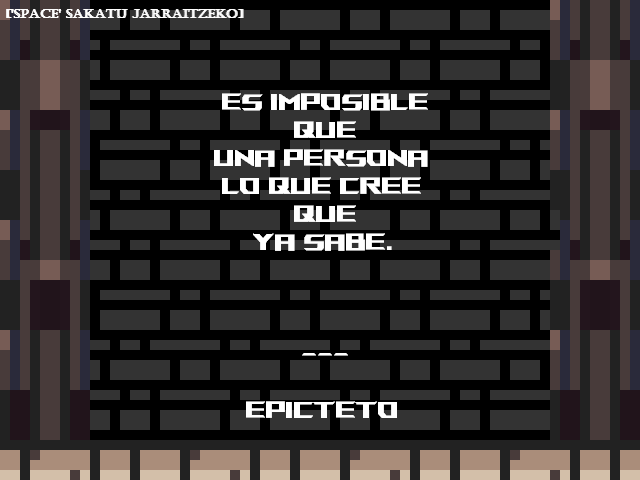 ['SPACE' SAKATU JARRAITZEKO]
ES IMPOSIBLE
QUE
UNA PERSONA
LO QUE CREE
QUE
YA SABE.
---
EPICTETO